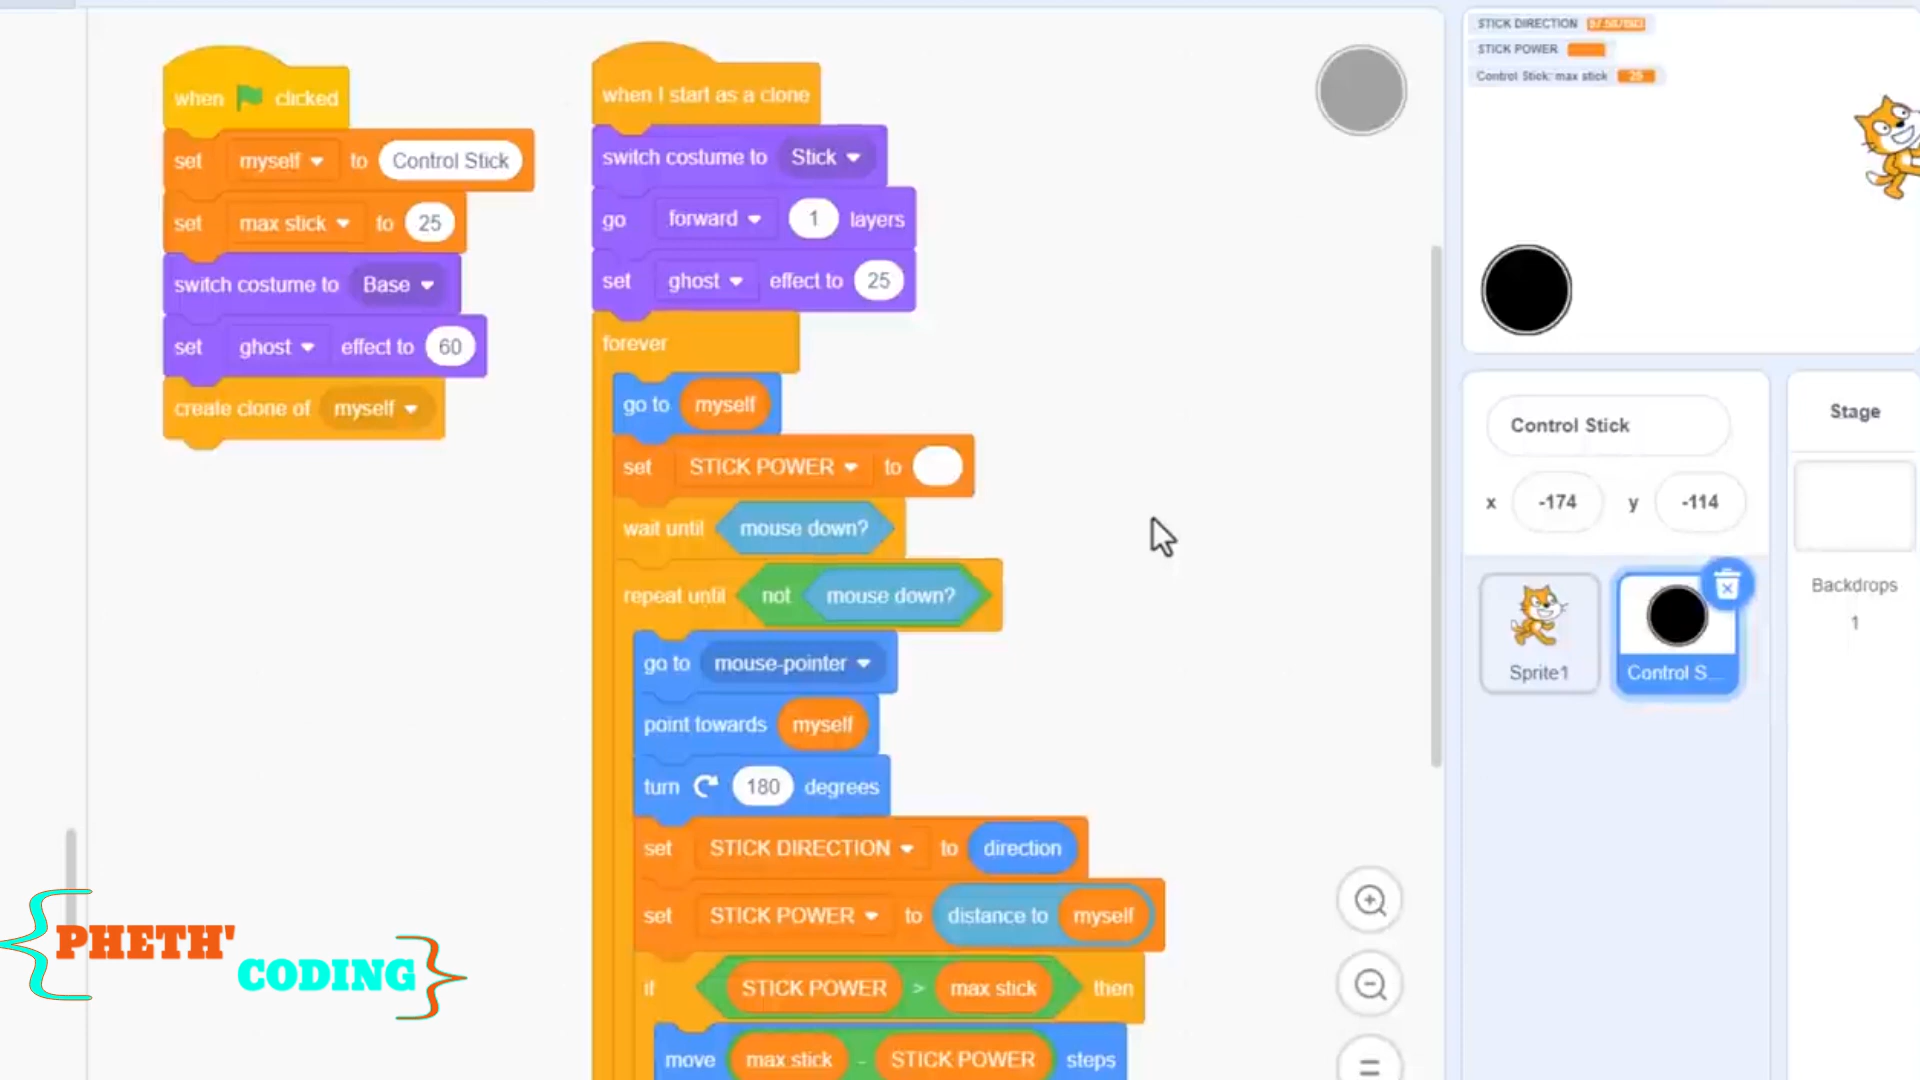 when clicked
set myself to Control Stick
set max stick to 25
switch costume to Base
set ghost effect to 60
create clone of myself
when I start as a clone
switch costume to Stick
go forward 1 layers
set ghost effect to 25
forever
go to myself
set STICK POWER to
wait until mouse down?
repeat until not mouse down?
go to mouse-pointer
point towards myself
turn 180 degrees
set STICK DIRECTION to direction
set STICK POWER to distance to myself
if STICK POWER > max stick then
move max stick - STICK POWER steps
STICK DIRECTION
STICK POWER
Control Stick: max stick 25
Control Stick
x -174 y -114
Sprite1
Control S...
Stage
Backdrops
1
PHETH'
CODING